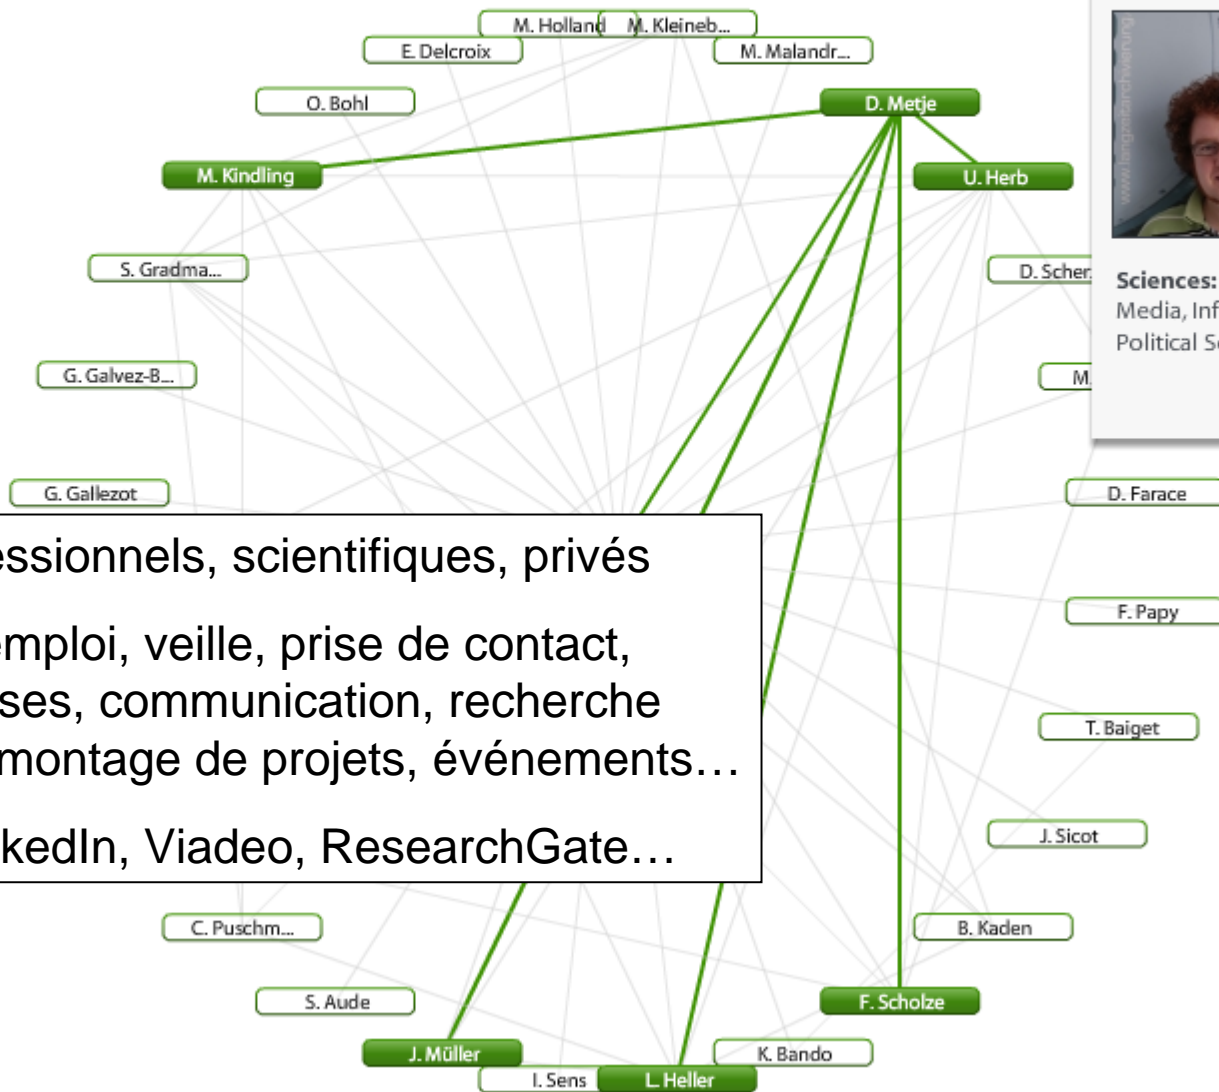 M. Holland
M. Kleineb...
E. Delcroix
M. Malandr...
O. Bohl
D. Metje
M. Kindling
U. Herb
www.langzeitarchivierung.
S. Gradma...
D. Scher.
Sciences:
Media, Inf
Political S
G. Galvez-B...
M.
G. Gallezot
D. Farace
essionnels, scientifiques, privés
emploi, veille, prise de contact,
ses, communication, recherche
montage de projets, événements…
kedIn, Viadeo, ResearchGate…
F. Papy
T. Baiget
J. Sicot
C. Puschm...
B. Kaden
S. Aude
F. Scholze
J. Müller
K. Bando
I. Sens
L. Heller